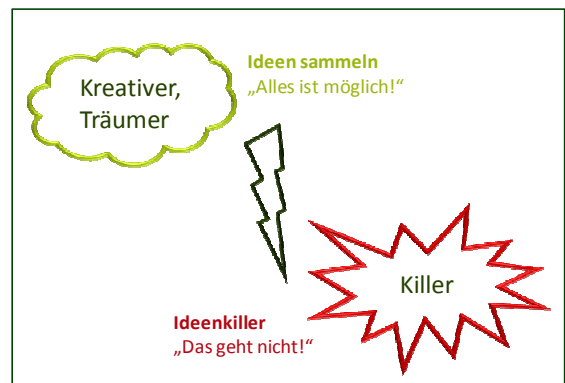 Kreativer,
Träumer
Ideen sammeln
„Alles ist möglich!“
Killer
Ideenkiller
„Das geht nicht!“